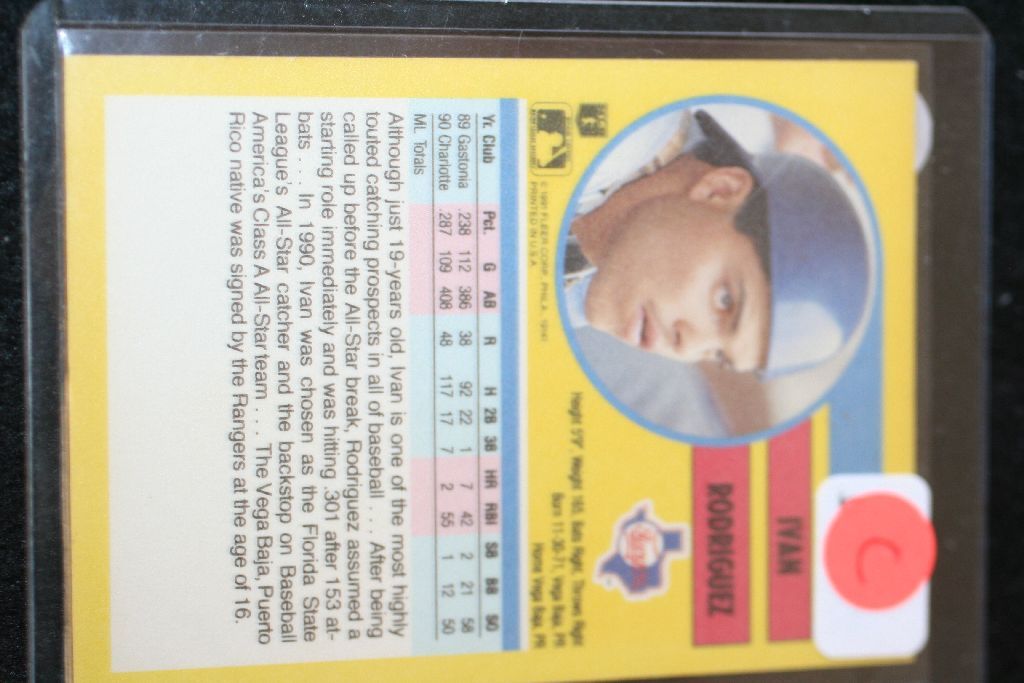 C
IVAN
RODRIGUEZ
Height 5'9", Weight 165, Bats Right, Throws Right
Born 11-30-71, Vega Baja, PR
Home Vega Baja, PR
© 1991 FLEER CORP., PHILA., 19141
PRINTED IN U.S.A.
Yr. Club Pct. G AB R H 2B 3B HR RBI SB BB SO
89 Gastonia .238 112 386 38 92 22 1 7 42 2 21 58
90 Charlotte .287 109 408 48 117 17 7 2 55 1 12 50
ML Totals
Although just 19-years old, Ivan is one of the most highly
touted catching prospects in all of baseball . . . After being
called up before the All-Star break, Rodriguez assumed a
starting role immediately and was hitting .301 after 153 at-
bats . . . In 1990, Ivan was chosen as the Florida State
League's All-Star catcher and the backstop on Baseball
America's Class A All-Star team . . . The Vega Baja, Puerto
Rico native was signed by the Rangers at the age of 16.